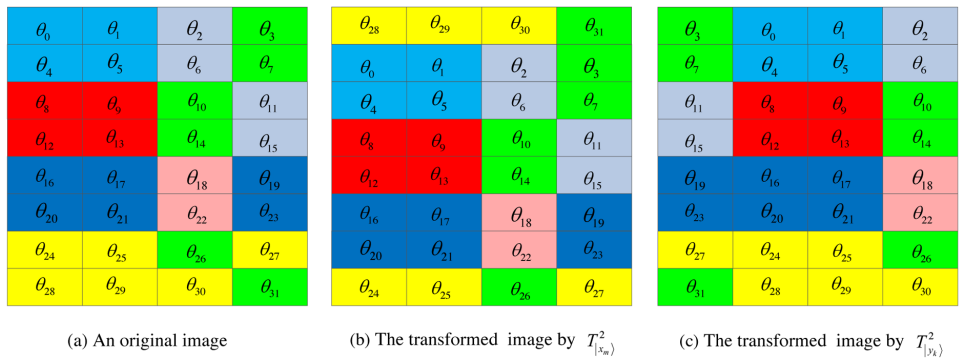 θ₀ θ₁ θ₂ θ₃
θ₄ θ₅ θ₆ θ₇
θ₈ θ₉ θ₁₀ θ₁₁
θ₁₂ θ₁₃ θ₁₄ θ₁₅
θ₁₆ θ₁₇ θ₁₈ θ₁₉
θ₂₀ θ₂₁ θ₂₂ θ₂₃
θ₂₄ θ₂₅ θ₂₆ θ₂₇
θ₂₈ θ₂₉ θ₃₀ θ₃₁
(a) An original image
θ₂₈ θ₂₉ θ₃₀ θ₃₁
θ₀ θ₁ θ₂ θ₃
θ₄ θ₅ θ₆ θ₇
θ₈ θ₉ θ₁₀ θ₁₁
θ₁₂ θ₁₃ θ₁₄ θ₁₅
θ₁₆ θ₁₇ θ₁₈ θ₁₉
θ₂₀ θ₂₁ θ₂₂ θ₂₃
θ₂₄ θ₂₅ θ₂₆ θ₂₇
(b) The transformed image by T²_{|x_m⟩}
θ₃ θ₀ θ₁ θ₂
θ₇ θ₄ θ₅ θ₆
θ₁₁ θ₈ θ₉ θ₁₀
θ₁₅ θ₁₂ θ₁₃ θ₁₄
θ₁₉ θ₁₆ θ₁₇ θ₁₈
θ₂₃ θ₂₀ θ₂₁ θ₂₂
θ₂₇ θ₂₄ θ₂₅ θ₂₆
θ₃₁ θ₂₈ θ₂₉ θ₃₀
(c) The transformed image by T²_{|y_k⟩}